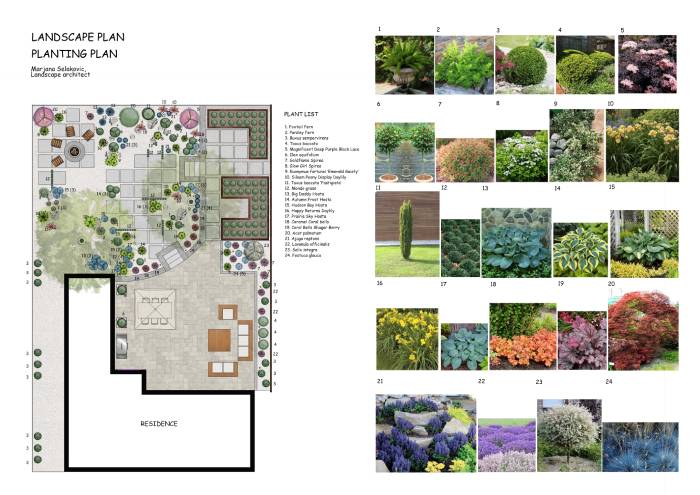 LANDSCAPE PLAN
PLANTING PLAN
Marjana Selakovic,
Landscape architect
PLANT LIST
1. Foxtail fern
2. Parsley fern
3. Buxus sempervirens
4. Taxus baccata
5. Magnificent Deep Purple Black Lace
6. Ilex aquifolium
7. Goldflame Spirea
8. Glow Girl Spirea
9. Euonymus fortunei 'Emerald Gaiety'
10. Siloam Peony Display Daylily
11. Taxus baccata 'Fastigiata'
12. Mondo grass
13. Big Daddy Hosta
14. Autumn Frost Hosta
15. Hudson Bay Hosta
16. Happy Returns Daylily
17. Prairie Sky Hosta
18. Caramel Coral bells
19. Coral Bells Sugar Berry
20. Acer palmatum
21. Ajuga reptans
22. Lavandula officinalis
23. Salix integra
24. Festuca glauca
RESIDENCE
1 2 3 4 5
6 7 8 9 10
11 12 13 14 15
16 17 18 19 20
21 22 23 24